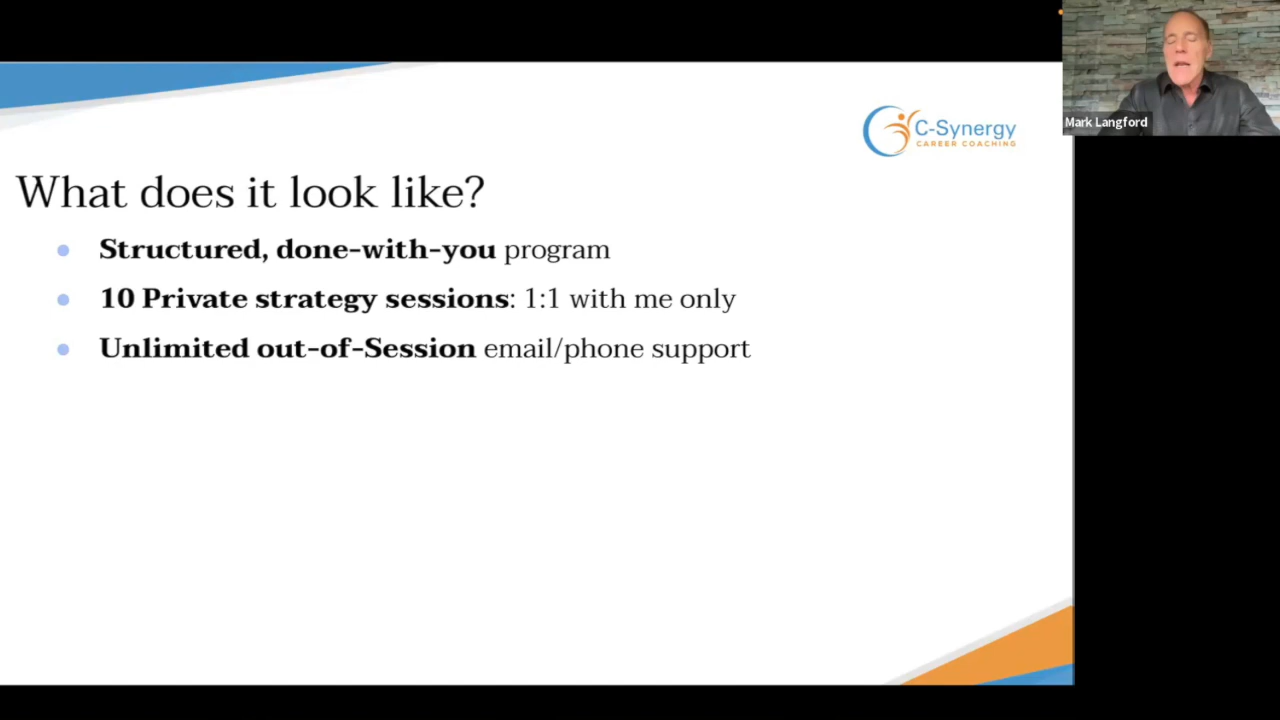 C-Synergy
CAREER COACHING
Mark Langford
What does it look like?
Structured, done-with-you program
10 Private strategy sessions: 1:1 with me only
Unlimited out-of-Session email/phone support